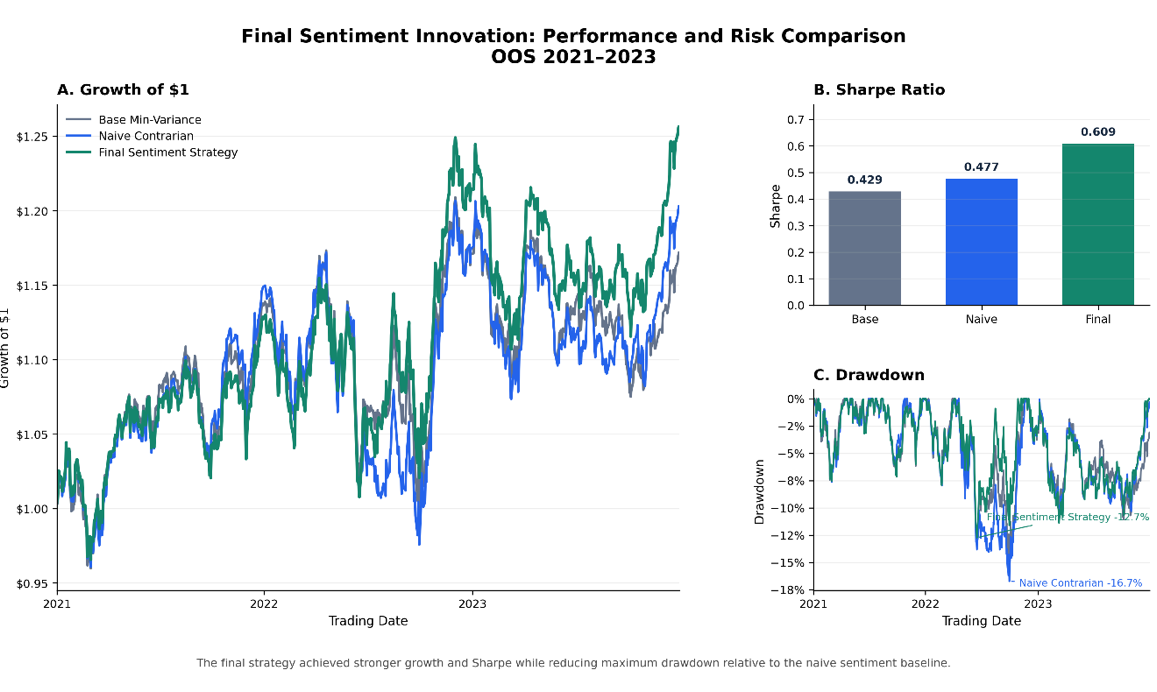 Final Sentiment Innovation: Performance and Risk Comparison
OOS 2021–2023
A. Growth of $1
Base Min-Variance
Naive Contrarian
Final Sentiment Strategy
$1.25
$1.20
$1.15
$1.10
$1.05
$1.00
$0.95
Growth of $1
2021
2022
2023
Trading Date
B. Sharpe Ratio
0.7
0.6
0.5
0.4
0.3
0.2
0.1
0.0
Sharpe
0.429
0.477
0.609
Base
Naive
Final
C. Drawdown
0%
−2%
−5%
−8%
−10%
−12%
−15%
−18%
Drawdown
Final Sentiment Strategy -12.7%
Naive Contrarian -16.7%
2021
2022
2023
Trading Date
The final strategy achieved stronger growth and Sharpe while reducing maximum drawdown relative to the naive sentiment baseline.